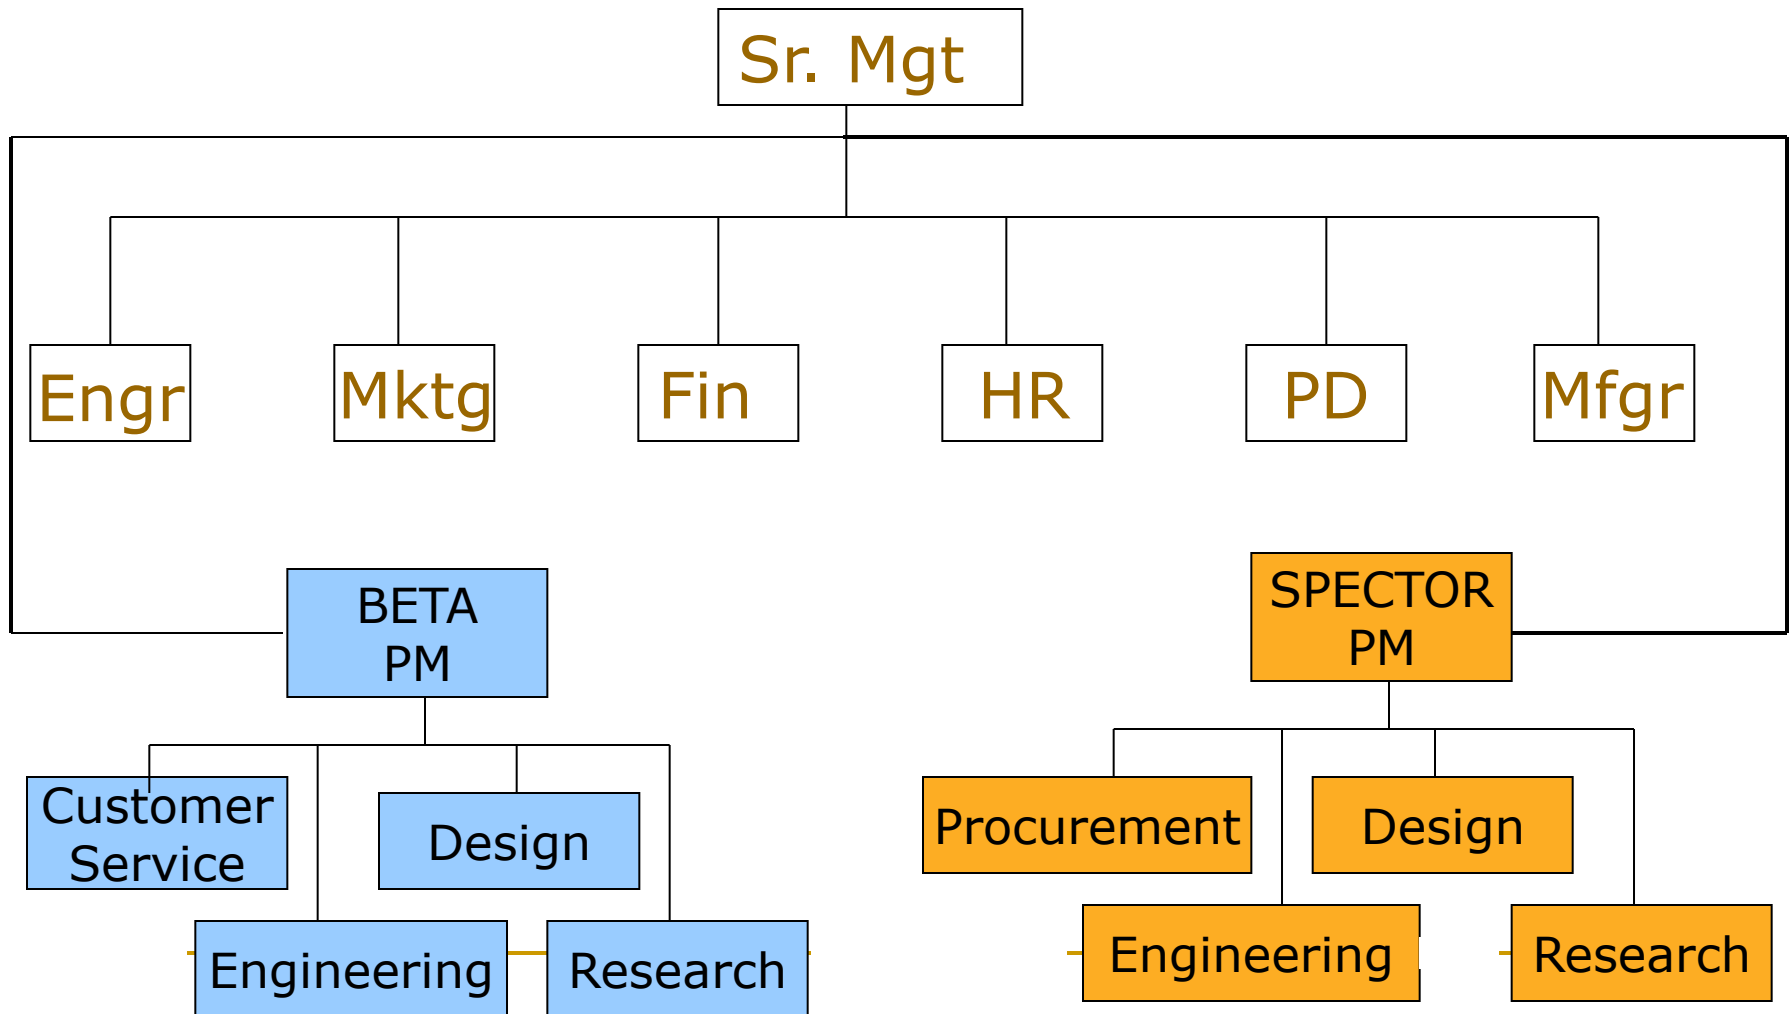 Sr. Mgt
Engr
Mktg
Fin
HR
PD
Mfgr
BETA
PM
SPECTOR
PM
Customer
Service
Design
Engineering
Research
Procurement
Design
Engineering
Research